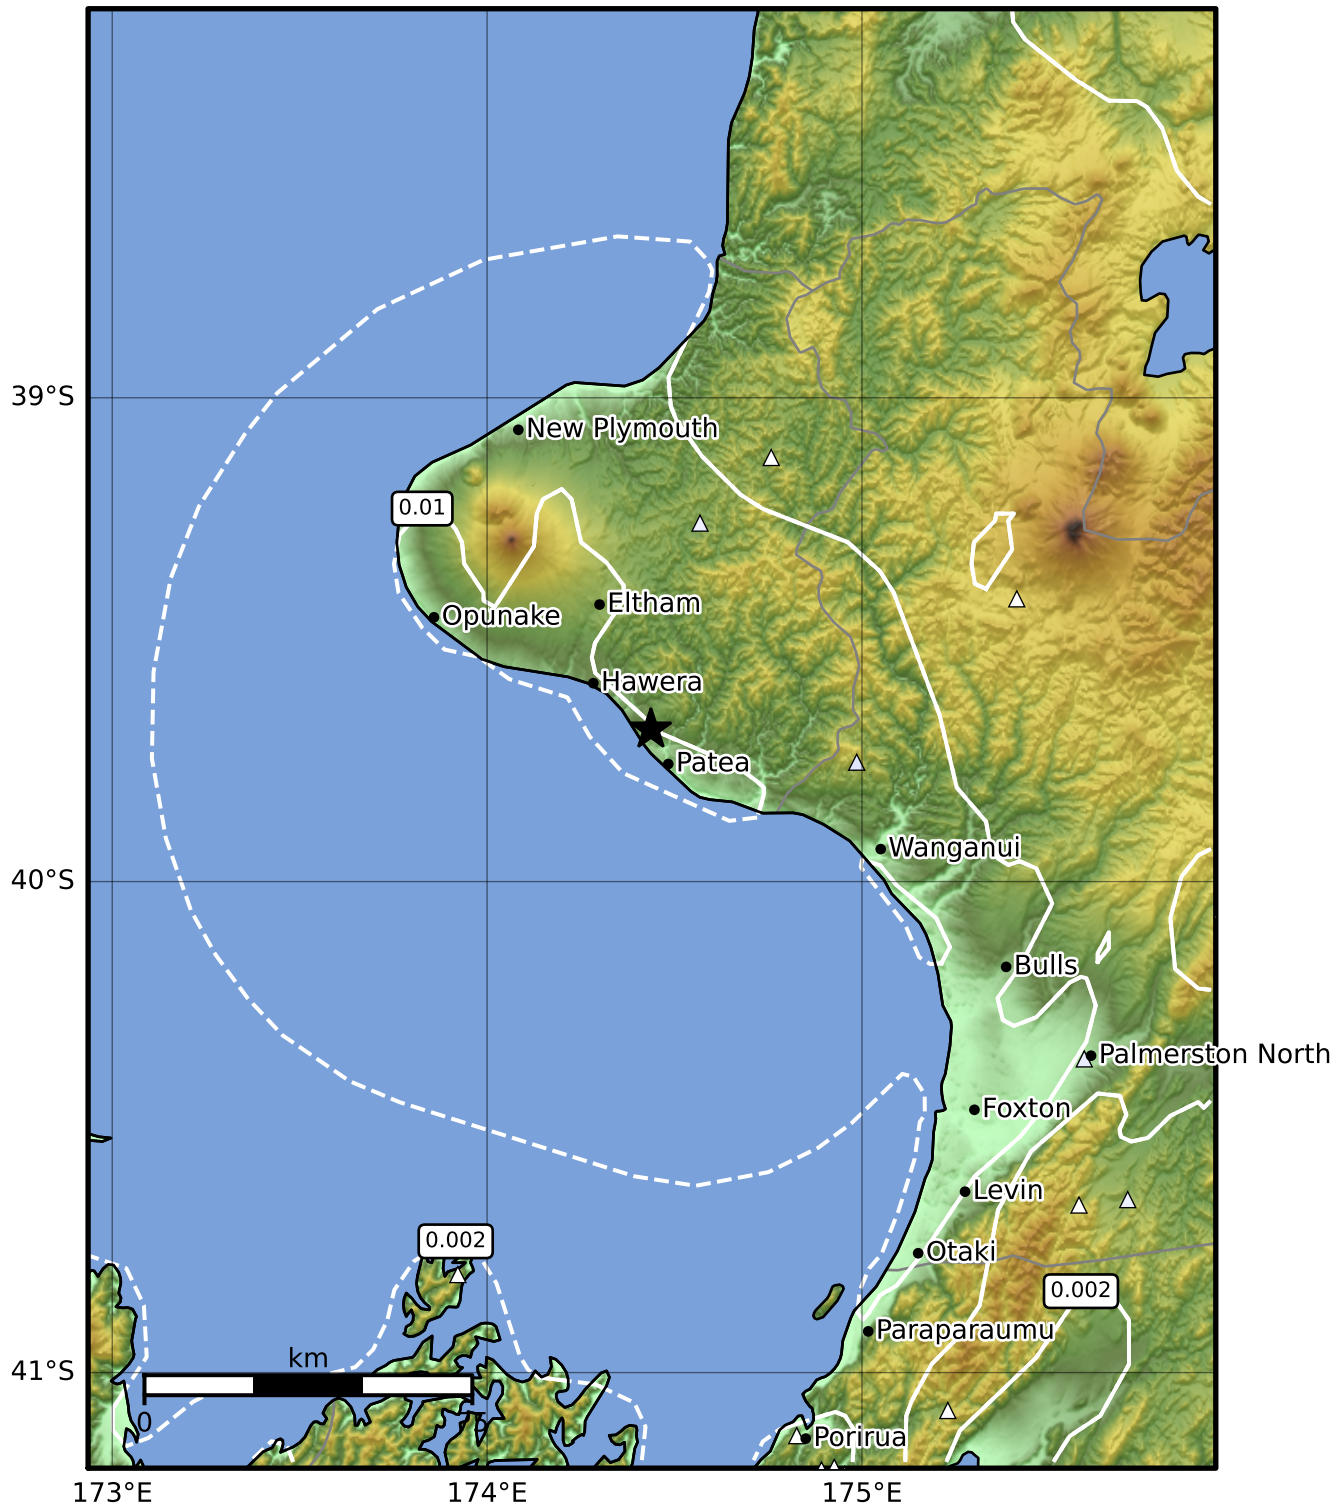 New Plymouth
39°S
0.01
Eltham
Opunake
Hawera
Patea
Wanganui
40°S
Bulls
Palmerston North
Foxton
Levin
0.002
Otaki
0.002
Paraparaumu
km
41°S
0
Porirua
173°E
174°E
175°E